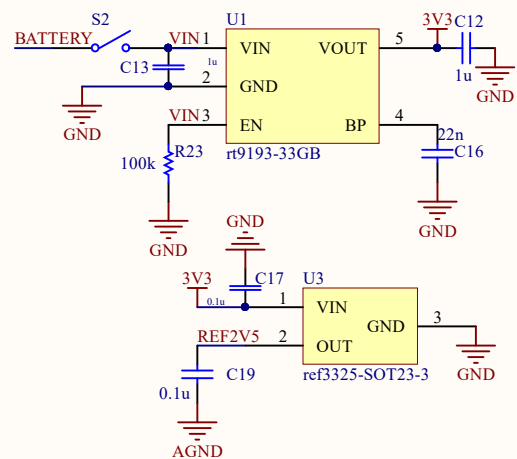 S2
BATTERY
VIN
1
U1
VIN
VOUT
5
3V3
C12
1u
GND
C13
1u
2
GND
GND
VIN
3
EN
BP
4
22n
C16
R23
100k
rt9193-33GB
GND
GND
GND
C17
3V3
0.1u
1
U3
VIN
GND
3
REF2V5
2
OUT
C19
0.1u
ref3325-SOT23-3
GND
AGND